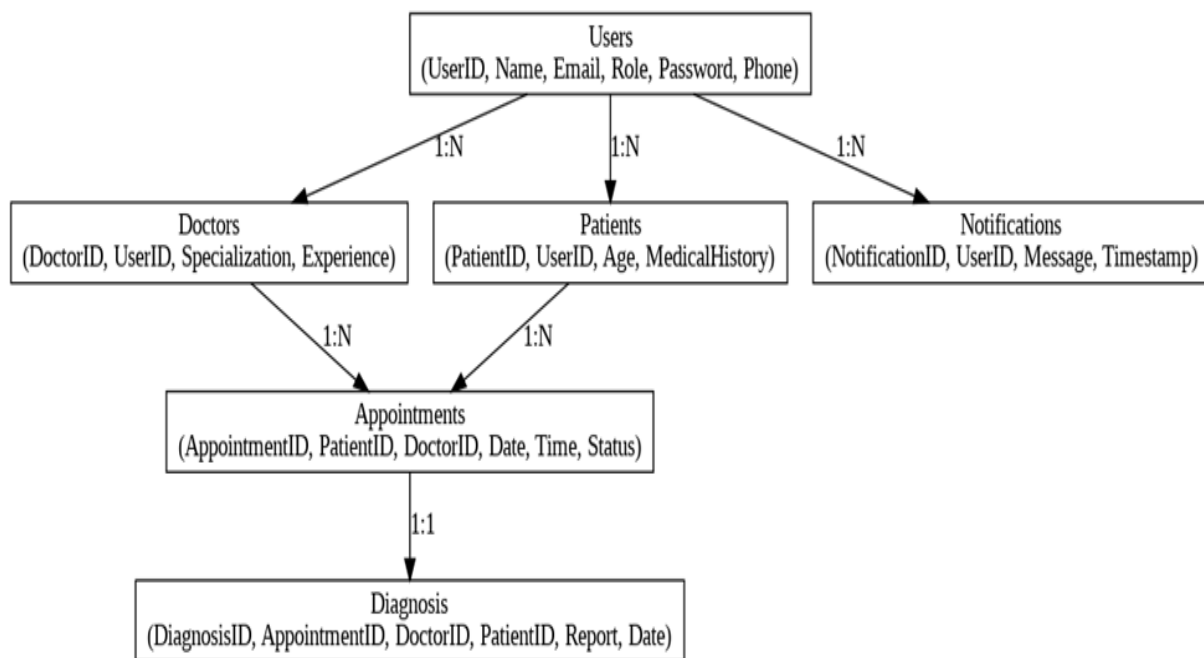 Users
(UserID, Name, Email, Role, Password, Phone)
1:N
1:N
1:N
Doctors
(DoctorID, UserID, Specialization, Experience)
Patients
(PatientID, UserID, Age, MedicalHistory)
Notifications
(NotificationID, UserID, Message, Timestamp)
1:N
1:N
Appointments
(AppointmentID, PatientID, DoctorID, Date, Time, Status)
1:1
Diagnosis
(DiagnosisID, AppointmentID, DoctorID, PatientID, Report, Date)